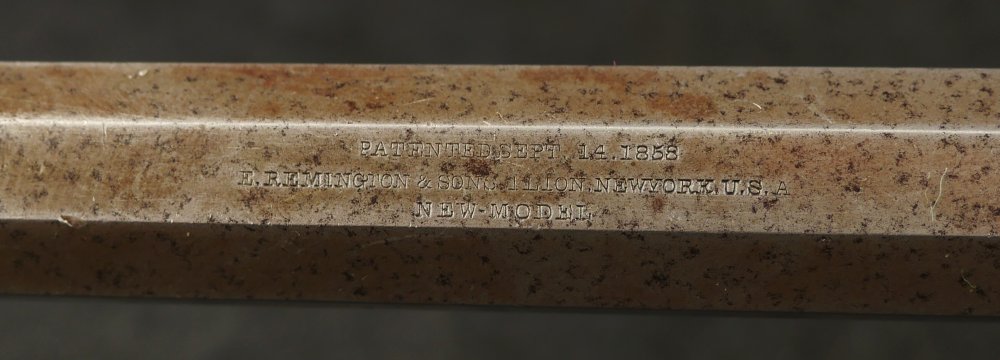 PATENTED SEPT. 14. 1858
E. REMINGTON & SONS, ILION, NEW YORK, U.S.A
NEW-MODEL